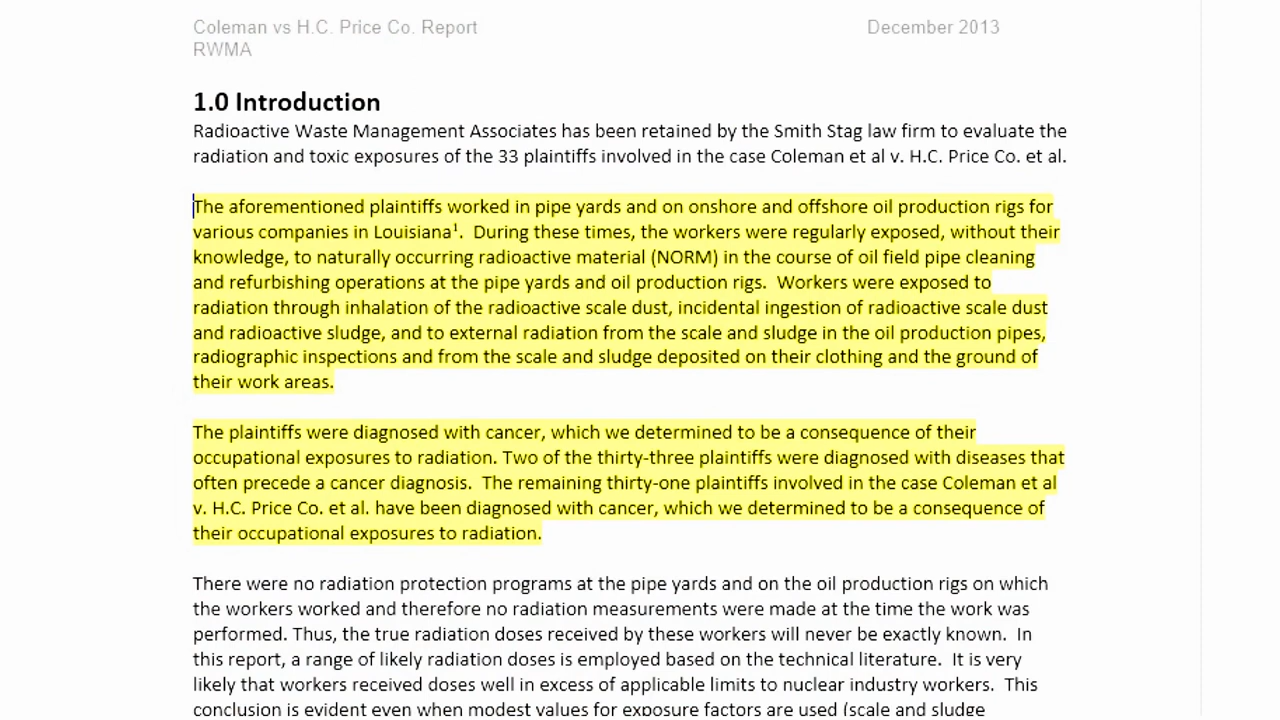 Coleman vs H.C. Price Co. Report December 2013
RWMA
1.0 Introduction
Radioactive Waste Management Associates has been retained by the Smith Stag law firm to evaluate the
radiation and toxic exposures of the 33 plaintiffs involved in the case Coleman et al v. H.C. Price Co. et al.
The aforementioned plaintiffs worked in pipe yards and on onshore and offshore oil production rigs for
various companies in Louisiana¹.  During these times, the workers were regularly exposed, without their
knowledge, to naturally occurring radioactive material (NORM) in the course of oil field pipe cleaning
and refurbishing operations at the pipe yards and oil production rigs.  Workers were exposed to
radiation through inhalation of the radioactive scale dust, incidental ingestion of radioactive scale dust
and radioactive sludge, and to external radiation from the scale and sludge in the oil production pipes,
radiographic inspections and from the scale and sludge deposited on their clothing and the ground of
their work areas.
The plaintiffs were diagnosed with cancer, which we determined to be a consequence of their
occupational exposures to radiation. Two of the thirty-three plaintiffs were diagnosed with diseases that
often precede a cancer diagnosis.  The remaining thirty-one plaintiffs involved in the case Coleman et al
v. H.C. Price Co. et al. have been diagnosed with cancer, which we determined to be a consequence of
their occupational exposures to radiation.
There were no radiation protection programs at the pipe yards and on the oil production rigs on which
the workers worked and therefore no radiation measurements were made at the time the work was
performed. Thus, the true radiation doses received by these workers will never be exactly known.  In
this report, a range of likely radiation doses is employed based on the technical literature.  It is very
likely that workers received doses well in excess of applicable limits to nuclear industry workers.  This
conclusion is evident even when modest values for exposure factors are used (scale and sludge